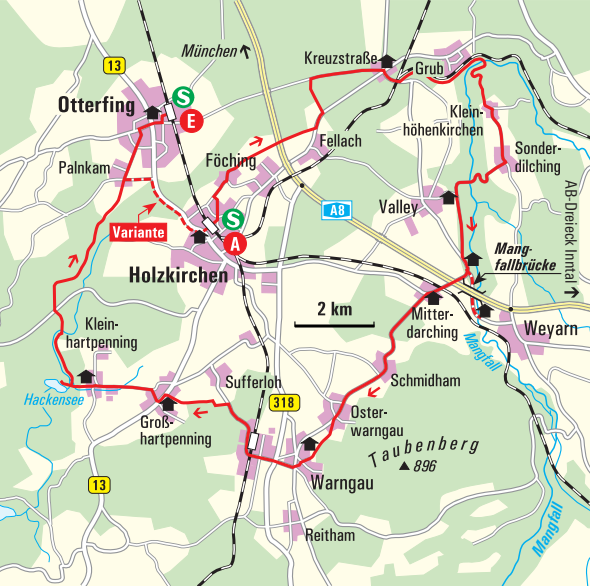 München
13
Kreuzstraße
Grub
Otterfing
S
E
Klein-
höhenkirchen
Fellach
Sonder-
dilching
Palnkam
Föching
Valley
A8
AB-Dreieck Inntal
Variante
S
A
Mang-
fallbrücke
Holzkirchen
2 km
Mitter-
darching
Weyarn
Klein-
hartpenning
Mangfall
Hackensee
Sufferloh
318
Schmidham
Groß-
hartpenning
Oster-
warngau
Taubenberg
896
13
Warngau
Reitham
Mangfall